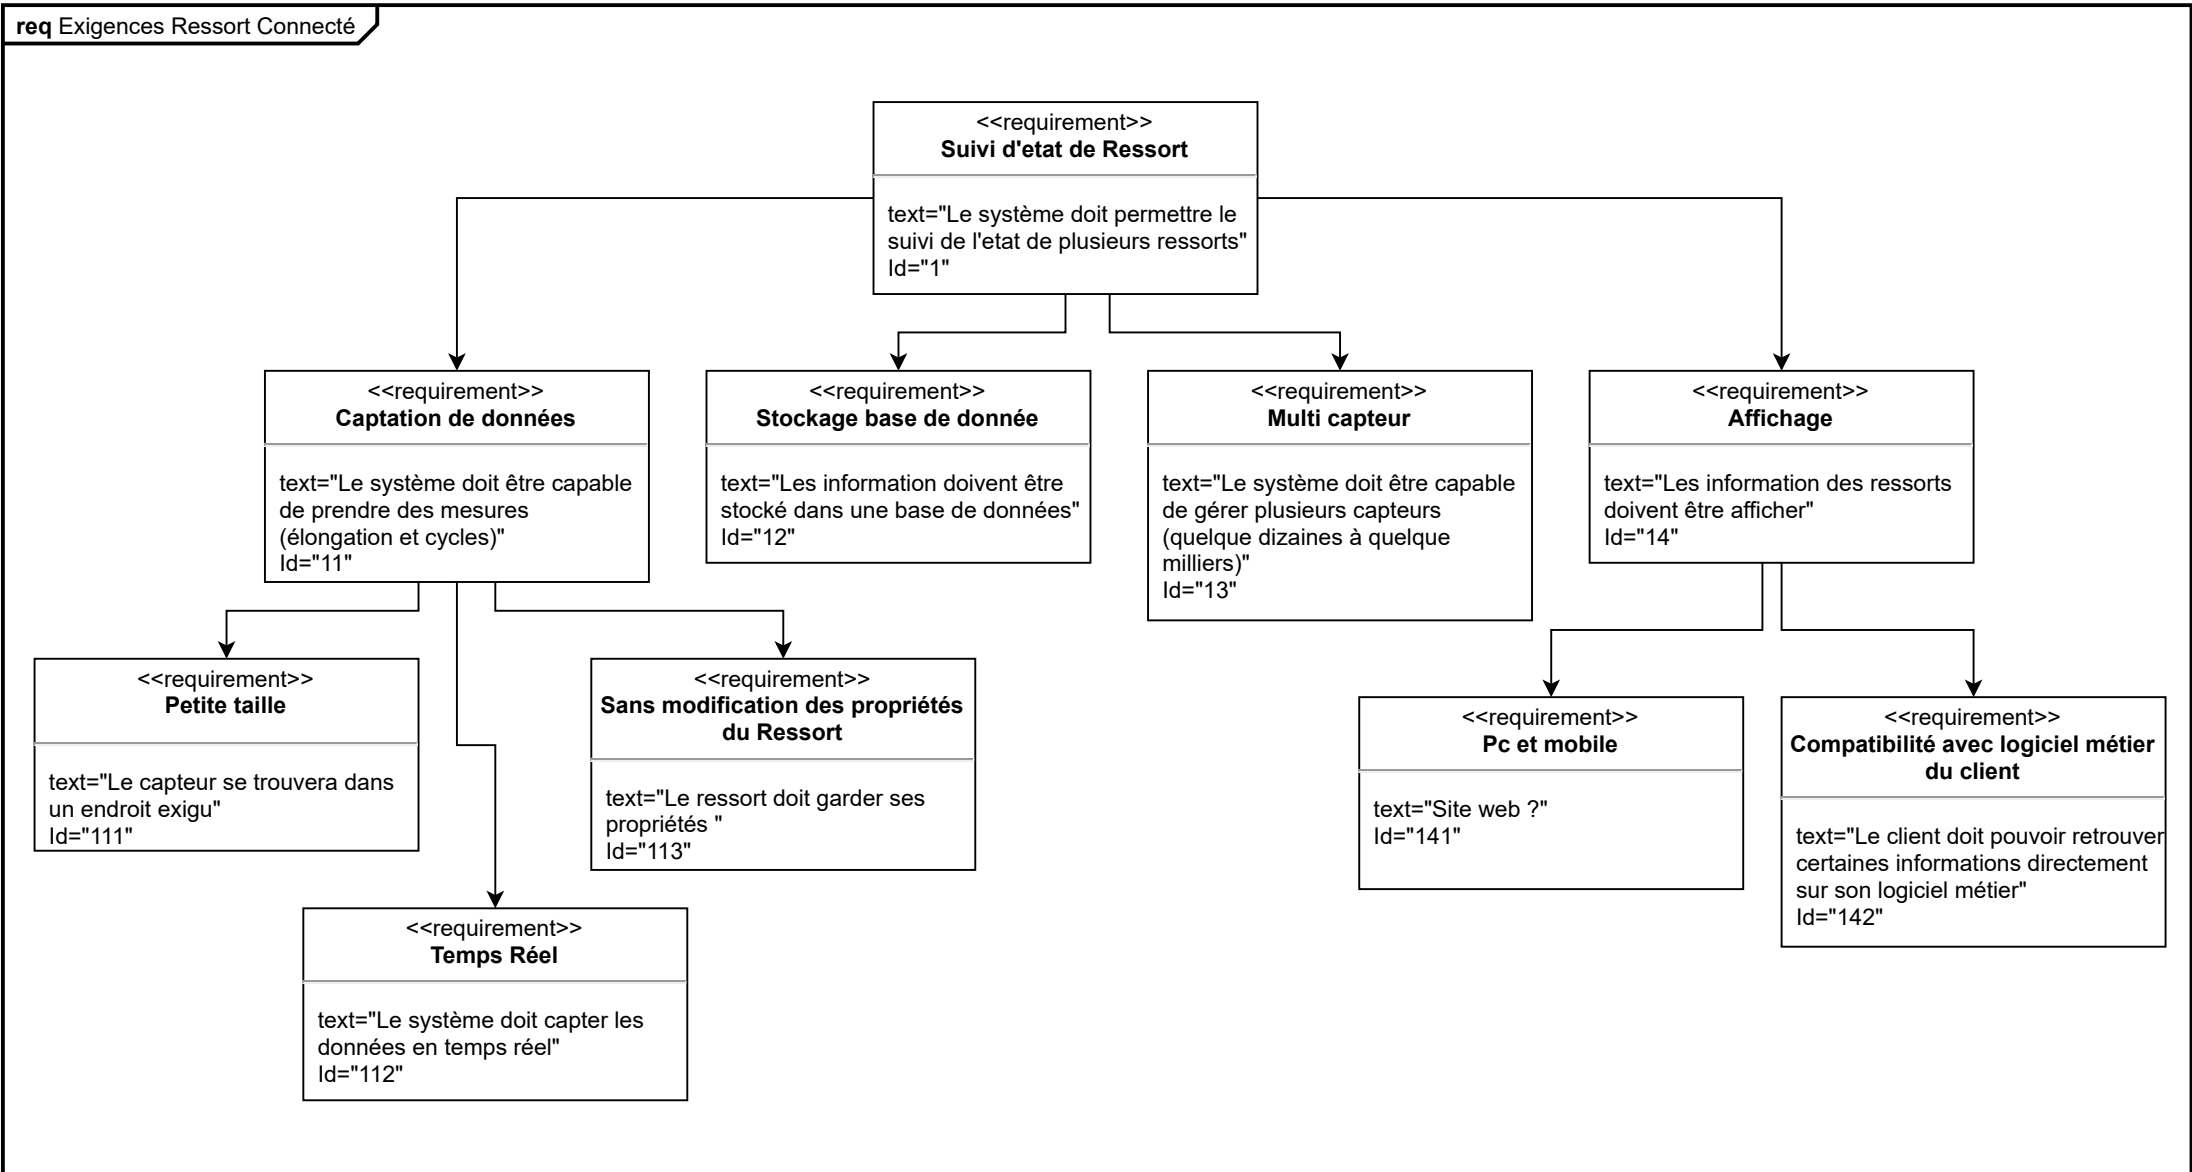 req Exigences Ressort Connecté
<<requirement>>
Suivi d'etat de Ressort
text="Le système doit permettre le
suivi de l'etat de plusieurs ressorts"
Id="1"
<<requirement>>
Captation de données
text="Le système doit être capable
de prendre des mesures
(élongation et cycles)"
Id="11"
<<requirement>>
Stockage base de donnée
text="Les information doivent être
stocké dans une base de données"
Id="12"
<<requirement>>
Multi capteur
text="Le système doit être capable
de gérer plusieurs capteurs
(quelque dizaines à quelque
milliers)"
Id="13"
<<requirement>>
Affichage
text="Les information des ressorts
doivent être afficher"
Id="14"
<<requirement>>
Petite taille
text="Le capteur se trouvera dans
un endroit exigu"
Id="111"
<<requirement>>
Sans modification des propriétés
du Ressort
text="Le ressort doit garder ses
propriétés "
Id="113"
<<requirement>>
Pc et mobile
text="Site web ?"
Id="141"
<<requirement>>
Compatibilité avec logiciel métier
du client
text="Le client doit pouvoir retrouver
certaines informations directement
sur son logiciel métier"
Id="142"
<<requirement>>
Temps Réel
text="Le système doit capter les
données en temps réel"
Id="112"